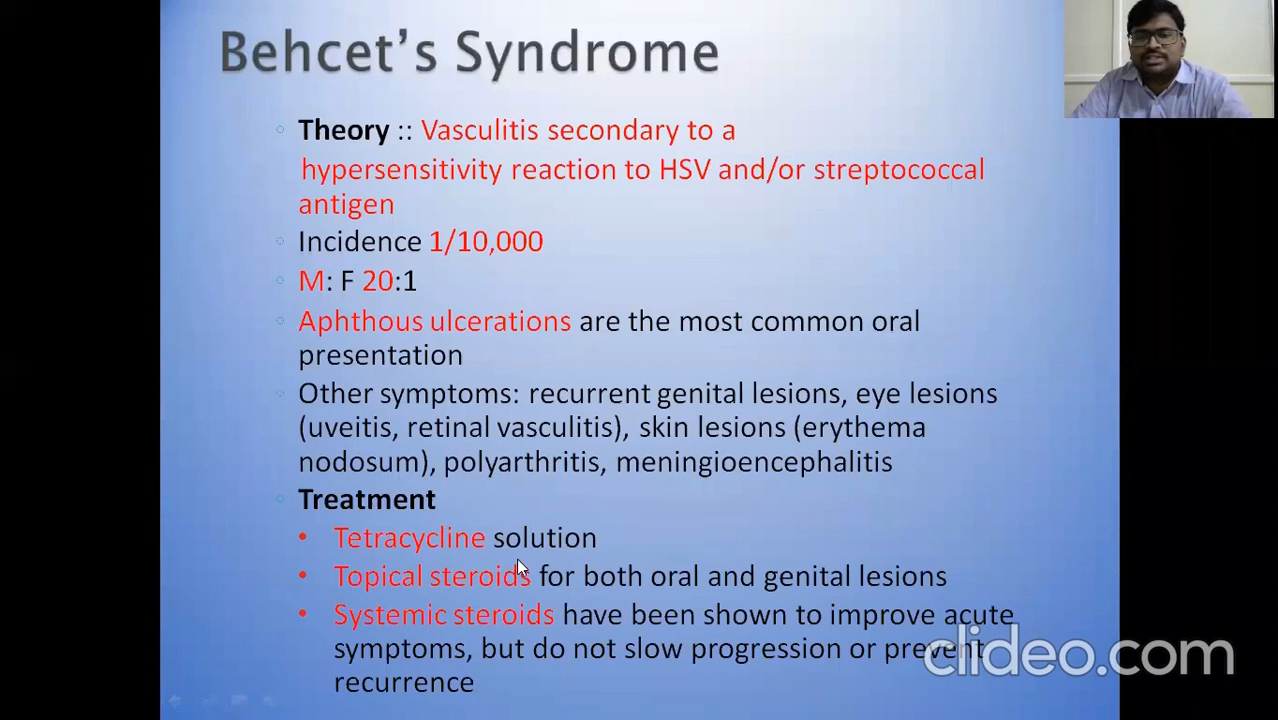 Behcet's Syndrome
Theory :: Vasculitis secondary to a
hypersensitivity reaction to HSV and/or streptococcal
antigen
Incidence 1/10,000
M: F 20:1
Aphthous ulcerations are the most common oral
presentation
Other symptoms: recurrent genital lesions, eye lesions
(uveitis, retinal vasculitis), skin lesions (erythema
nodosum), polyarthritis, meningioencephalitis
Treatment
• Tetracycline solution
• Topical steroids for both oral and genital lesions
• Systemic steroids have been shown to improve acute
symptoms, but do not slow progression or prevent
recurrence
clideo.com